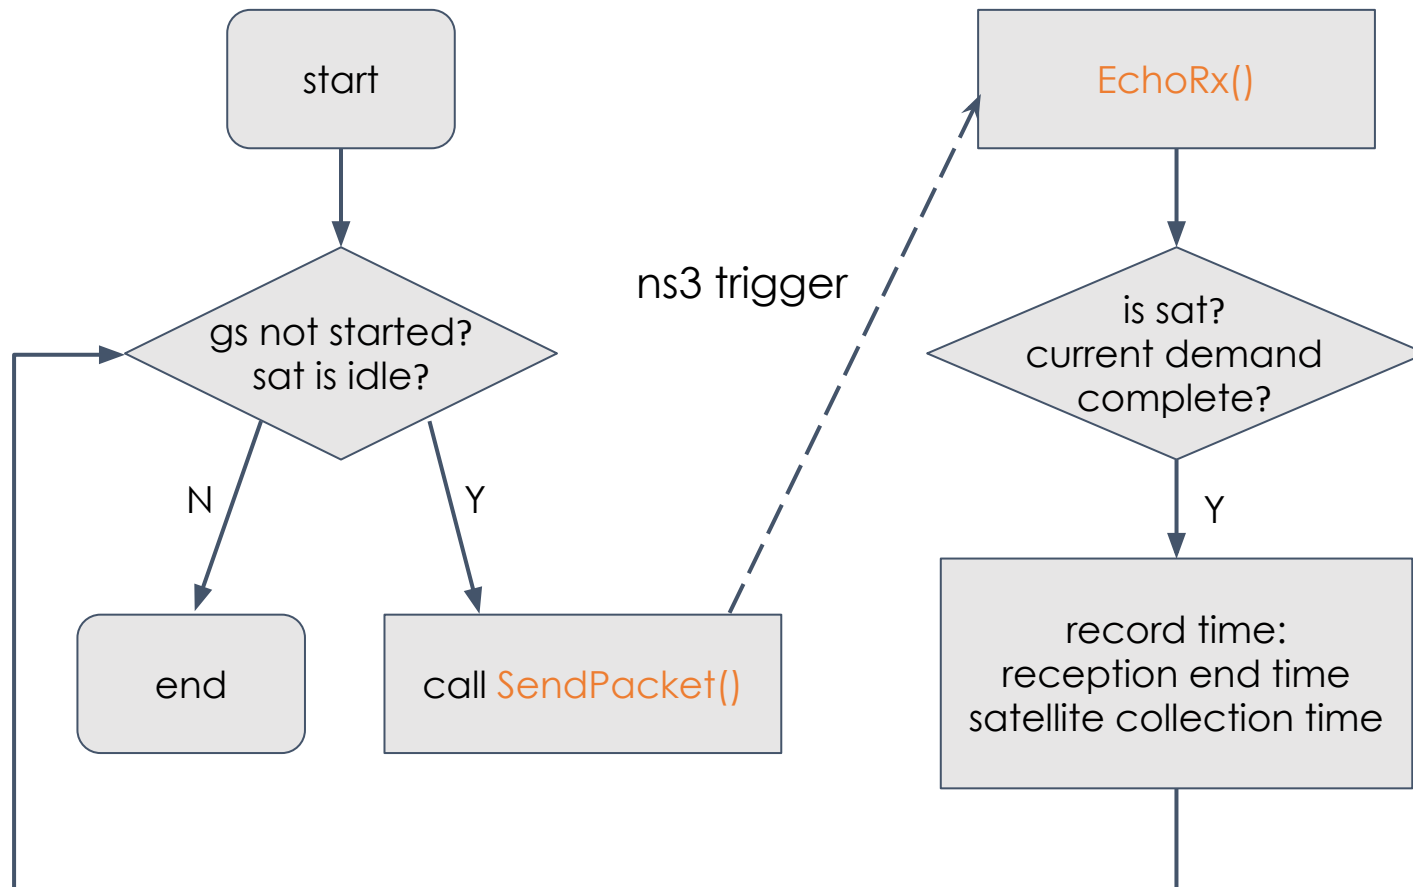 start
gs not started?
sat is idle?
N
Y
end
call SendPacket()
ns3 trigger
EchoRx()
is sat?
current demand
complete?
Y
record time:
reception end time
satellite collection time